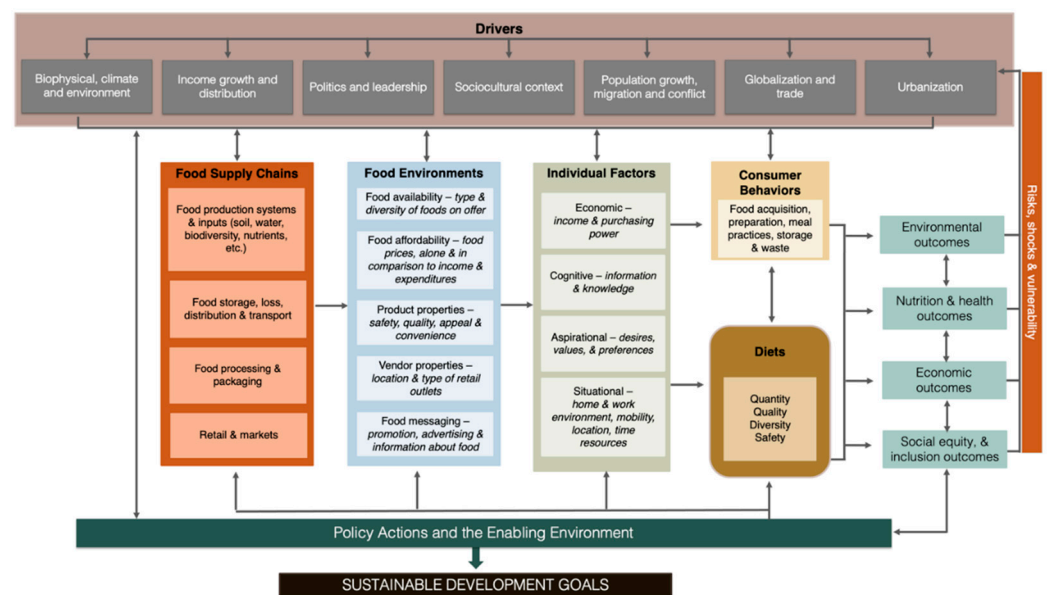 Drivers
Biophysical, climate
and environment
Income growth and
distribution
Politics and leadership
Sociocultural context
Population growth,
migration and conflict
Globalization and
trade
Urbanization
Food Supply Chains
Food production systems
& inputs (soil, water,
biodiversity, nutrients,
etc.)
Food storage, loss,
distribution & transport
Food processing &
packaging
Retail & markets
Food Environments
Food availability – type &
diversity of foods on offer
Food affordability – food
prices, alone & in
comparison to income &
expenditures
Product properties –
safety, quality, appeal &
convenience
Vendor properties –
location & type of retail
outlets
Food messaging –
promotion, advertising &
information about food
Individual Factors
Economic –
income & purchasing
power
Cognitive – information
& knowledge
Aspirational – desires,
values, & preferences
Situational –
home & work
environment, mobility,
location, time
resources
Consumer
Behaviors
Food acquisition,
preparation, meal
practices, storage
& waste
Diets
Quantity
Quality
Diversity
Safety
Environmental
outcomes
Nutrition & health
outcomes
Economic
outcomes
Social equity, &
inclusion outcomes
Risks, shocks & vulnerability
Policy Actions and the Enabling Environment
SUSTAINABLE DEVELOPMENT GOALS